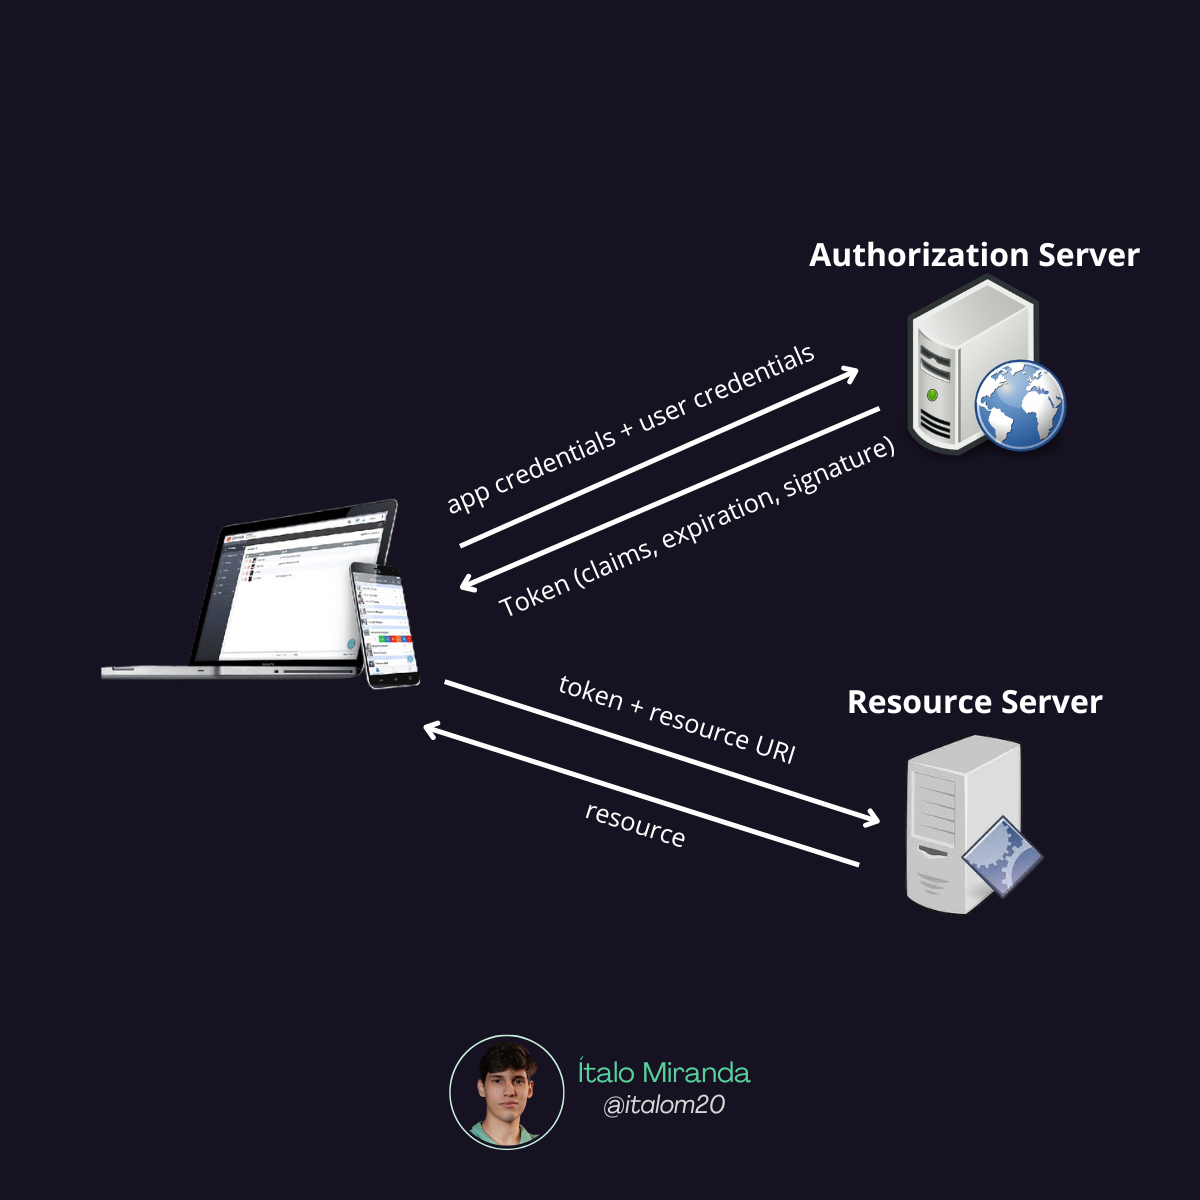 Authorization Server
app credentials + user credentials
Token (claims, expiration, signature)
token + resource URI
Resource Server
resource
Ítalo Miranda
@italom20